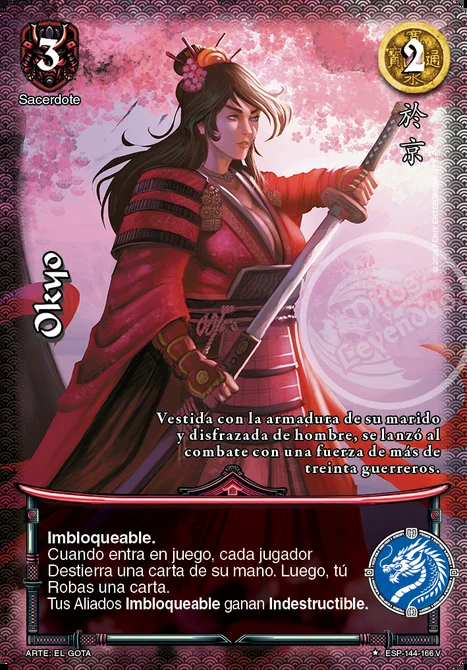 3
Sacerdote
2
於京
Okyo
Mitos
Leyendas
Vestida con la armadura de su marido
y disfrazada de hombre, se lanzó al
combate con una fuerza de más de
treinta guerreros.
Imbloqueable.
Cuando entra en juego, cada jugador
Destierra una carta de su mano. Luego, tú
Robas una carta.
Tus Aliados Imbloqueable ganan Indestructible.
ARTE: EL GOTA
ESP-144-166 V